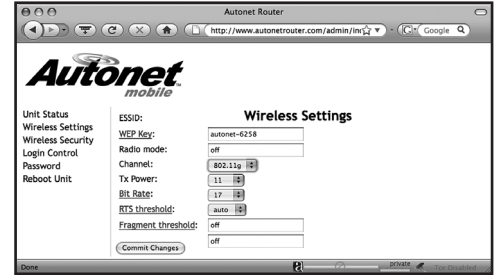 Autonet Router
http://www.autonetrouter.com/admin/in
Google
Autonet
mobile
Wireless Settings
Unit Status
Wireless Settings
Wireless Security
Login Control
Password
Reboot Unit
ESSID:
WEP Key: autonet-6258
Radio mode: off
Channel: 802.11g
Tx Power: 11
Bit Rate: 17
RTS threshold: auto
Fragment threshold: off
Commit Changes off
Done
private
Tor Disabled